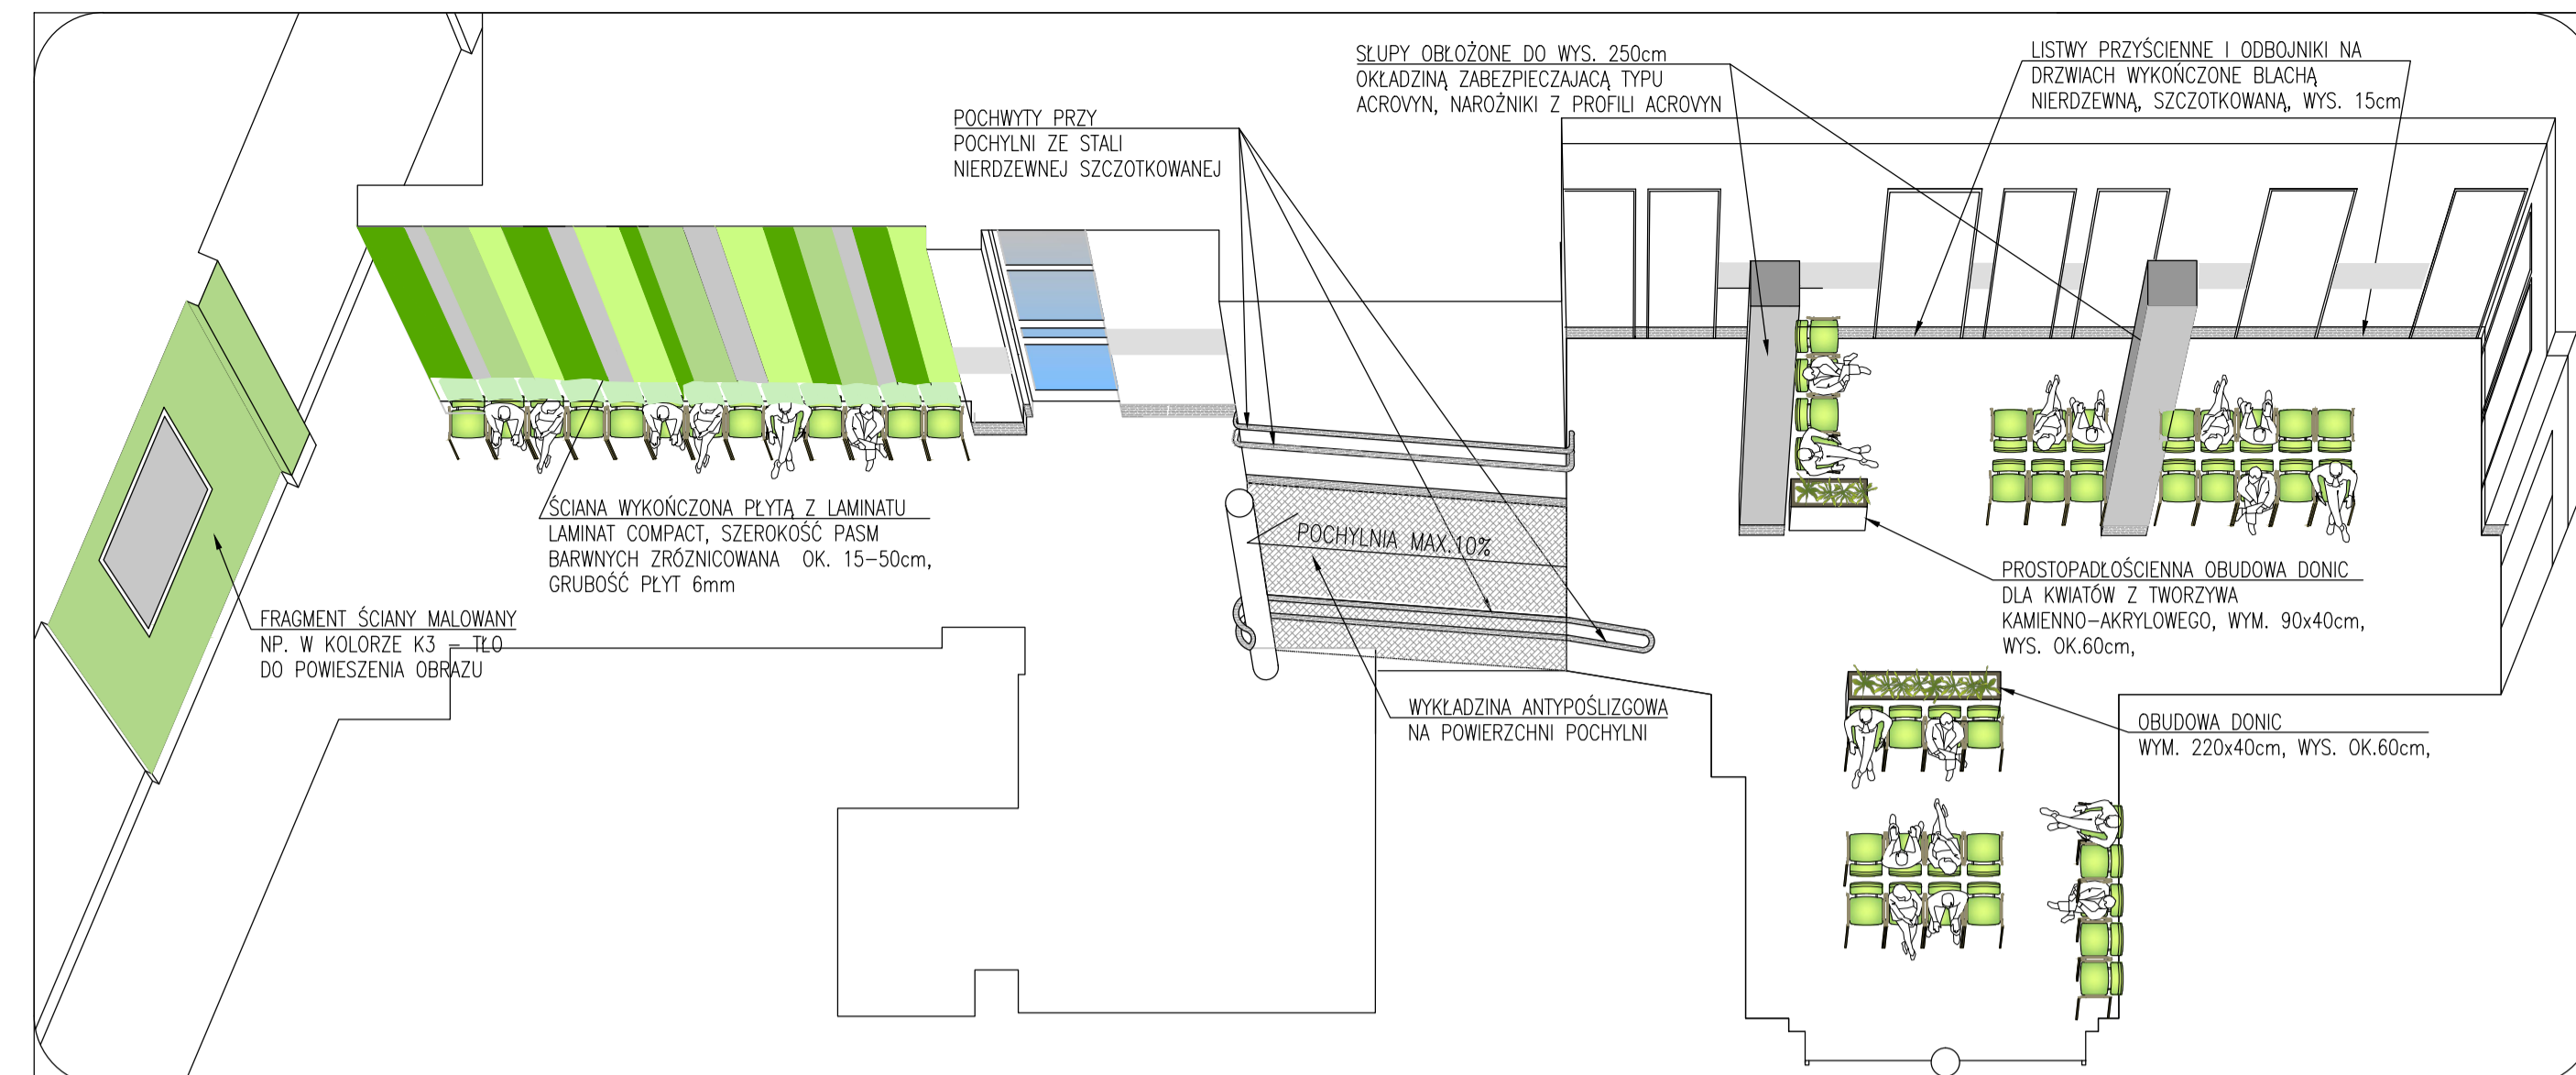 SŁUPY OBŁOŻONE DO WYS. 250cm
OKŁADZINĄ ZABEZPIECZAJACĄ TYPU
ACROVYN, NAROŻNIKI Z PROFILI ACROVYN
LISTWY PRZYŚCIENNE I ODBOJNIKI NA
DRZWIACH WYKOŃCZONE BLACHĄ
NIERDZEWNĄ, SZCZOTKOWANĄ, WYS. 15cm
POCHWYTY PRZY
POCHYLNI ZE STALI
NIERDZEWNEJ SZCZOTKOWANEJ
ŚCIANA WYKOŃCZONA PŁYTĄ Z LAMINATU
LAMINAT COMPACT, SZEROKOŚĆ PASM
BARWNYCH ZRÓZNICOWANA OK. 15-50cm,
GRUBOŚĆ PŁYT 6mm
POCHYLNIA MAX.10%
PROSTOPADŁOŚCIENNA OBUDOWA DONIC
DLA KWIATÓW Z TWORZYWA
KAMIENNO-AKRYLOWEGO, WYM. 90x40cm,
WYS. OK.60cm,
FRAGMENT ŚCIANY MALOWANY
NP. W KOLORZE K3 - TŁO
DO POWIESZENIA OBRAZU
WYKŁADZINA ANTYPOŚLIZGOWA
NA POWIERZCHNI POCHYLNI
OBUDOWA DONIC
WYM. 220x40cm, WYS. OK.60cm,